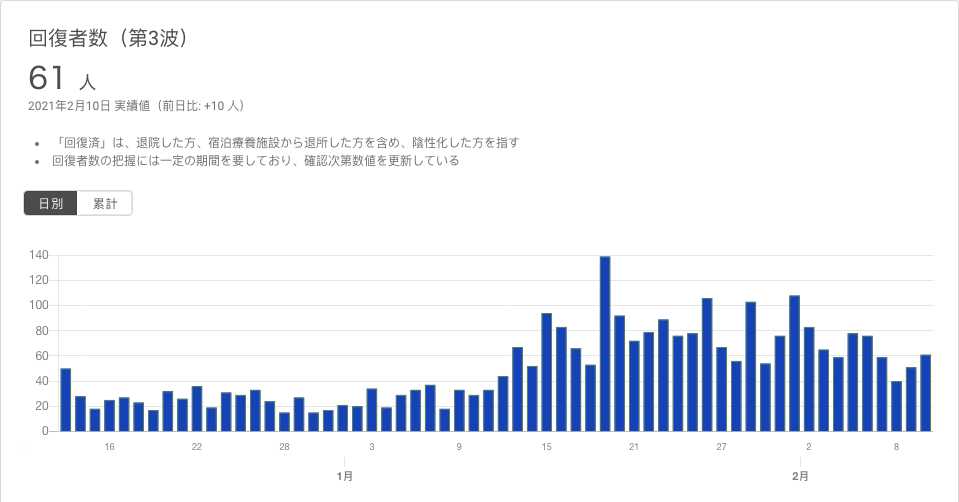 回復者数（第3波）
61 人
2021年2月10日 実績値（前日比: +10 人）
• 「回復済」は、退院した方、宿泊療養施設から退所した方を含め、陰性化した方を指す
• 回復者数の把握には一定の期間を要しており、確認次第数値を更新している
日別 累計
140
120
100
80
60
40
20
0
16 22 28 3 9 15 21 27 2 8
1月 2月